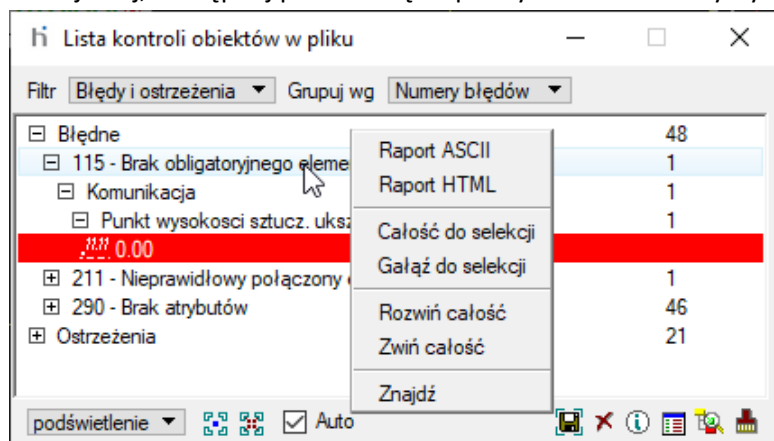 Lista kontroli obiektów w pliku
Filtr Błędy i ostrzeżenia Grupuj wg Numery błędów
Błędne 48
115 - Brak obligatoryjnego eleme 1
Komunikacja 1
Punkt wysokosci sztucz. uksz 1
11.11 0.00
211 - Nieprawidłowy połączony 1
290 - Brak atrybutów 46
Ostrzeżenia 21
Raport ASCII
Raport HTML
Całość do selekcji
Gałąź do selekcji
Rozwiń całość
Zwiń całość
Znajdź
podświetlenie Auto